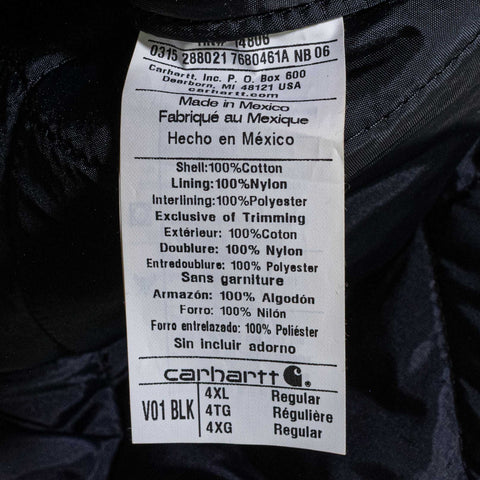 RN# 14806
0315 288021 7680461A NB 06
Carhartt, Inc. P. O. Box 600
Dearborn, MI 48121 USA
carhartt.com
Made in Mexico
Fabriqué au Mexique
Hecho en México
Shell:100%Cotton
Lining:100%Nylon
Interlining:100%Polyester
Exclusive of Trimming
Extérieur: 100%Coton
Doublure: 100% Nylon
Entredoublure: 100% Polyester
Sans garniture
Armazón: 100% Algodón
Forro: 100% Nilón
Forro entrelazado: 100% Poliéster
Sin incluir adorno
carhartt
V01 BLK
4XL Regular
4TG Régulière
4XG Regular